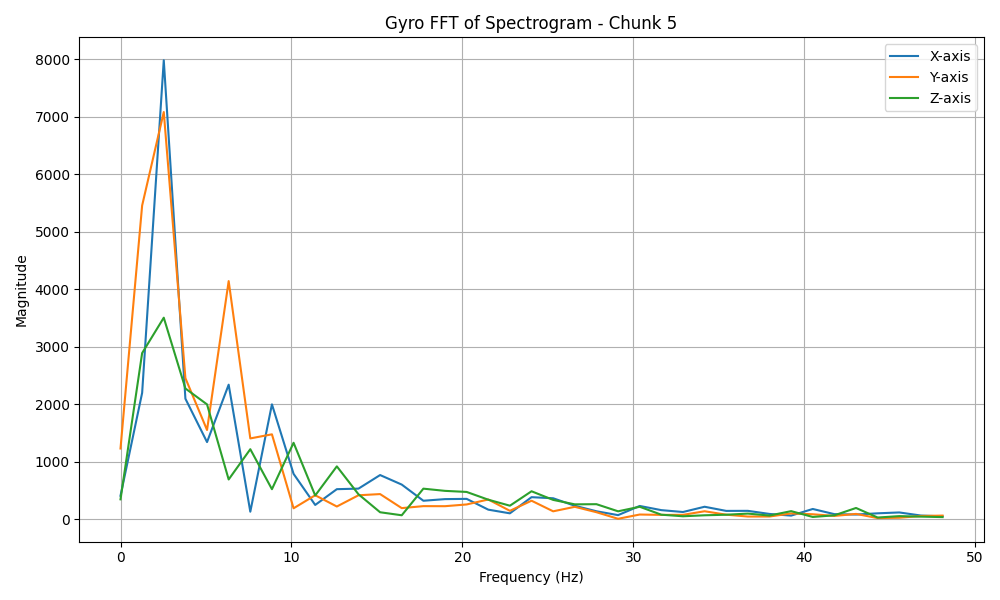 Gyro FFT of Spectrogram - Chunk 5
X-axis
Y-axis
Z-axis
8000
7000
6000
5000
4000
3000
2000
1000
0
Magnitude
0 10 20 30 40 50
Frequency (Hz)